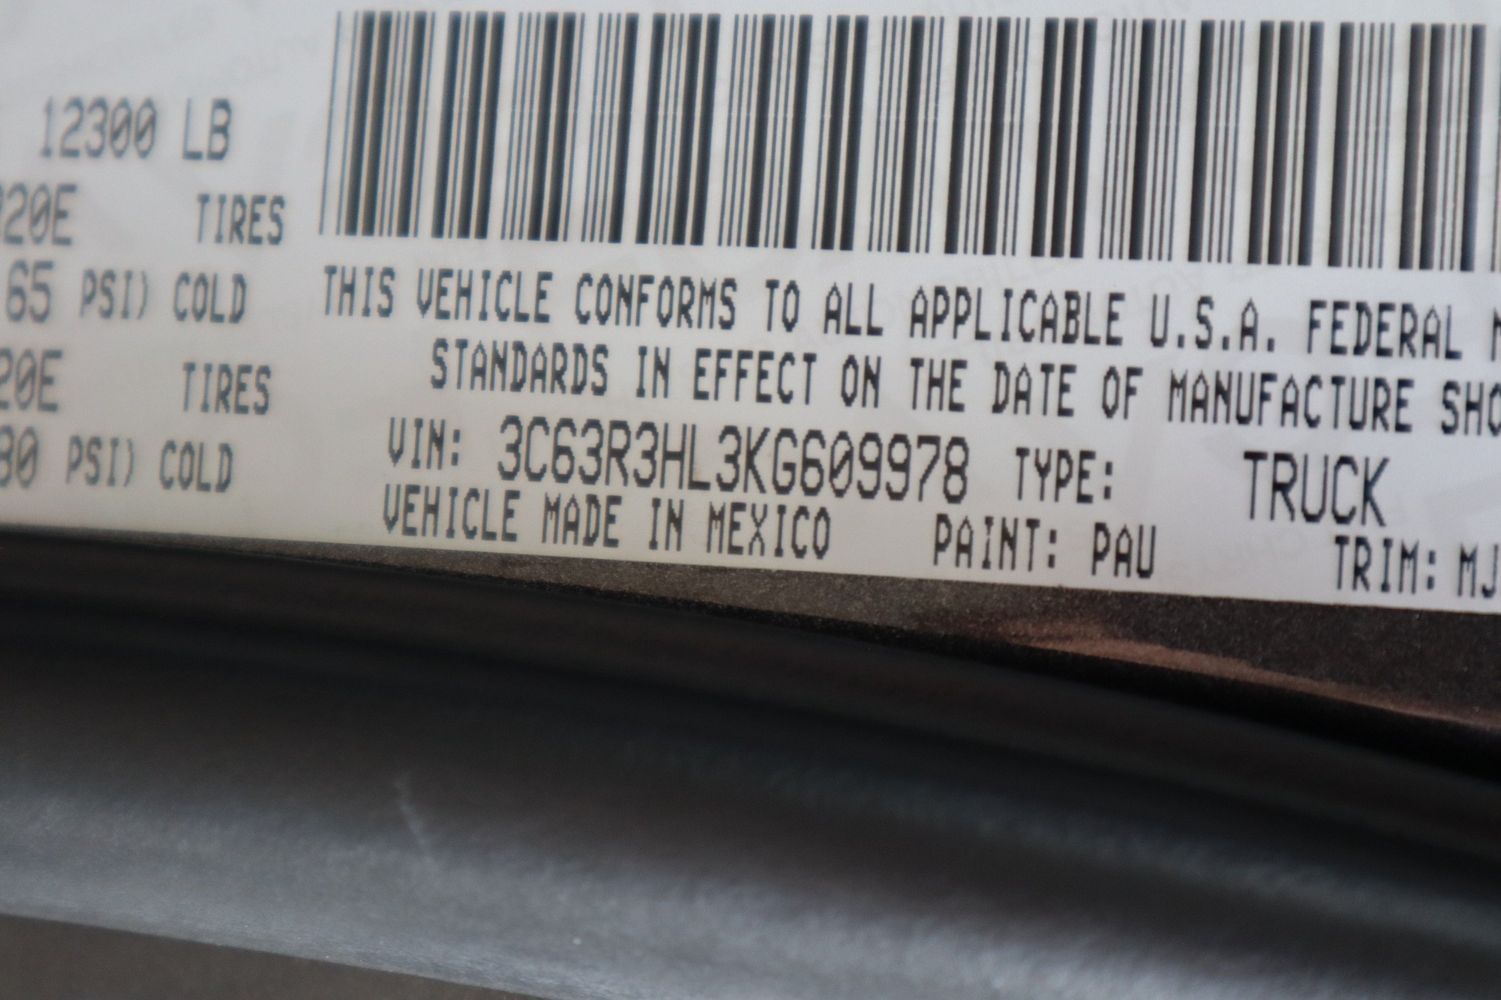 12300 LB
20E TIRES
65 PSI) COLD
20E TIRES
80 PSI) COLD
THIS VEHICLE CONFORMS TO ALL APPLICABLE U.S.A. FEDERAL
STANDARDS IN EFFECT ON THE DATE OF MANUFACTURE SHO
VIN: 3C63R3HL3KG609978 TYPE: TRUCK
VEHICLE MADE IN MEXICO PAINT: PAU TRIM: MJ